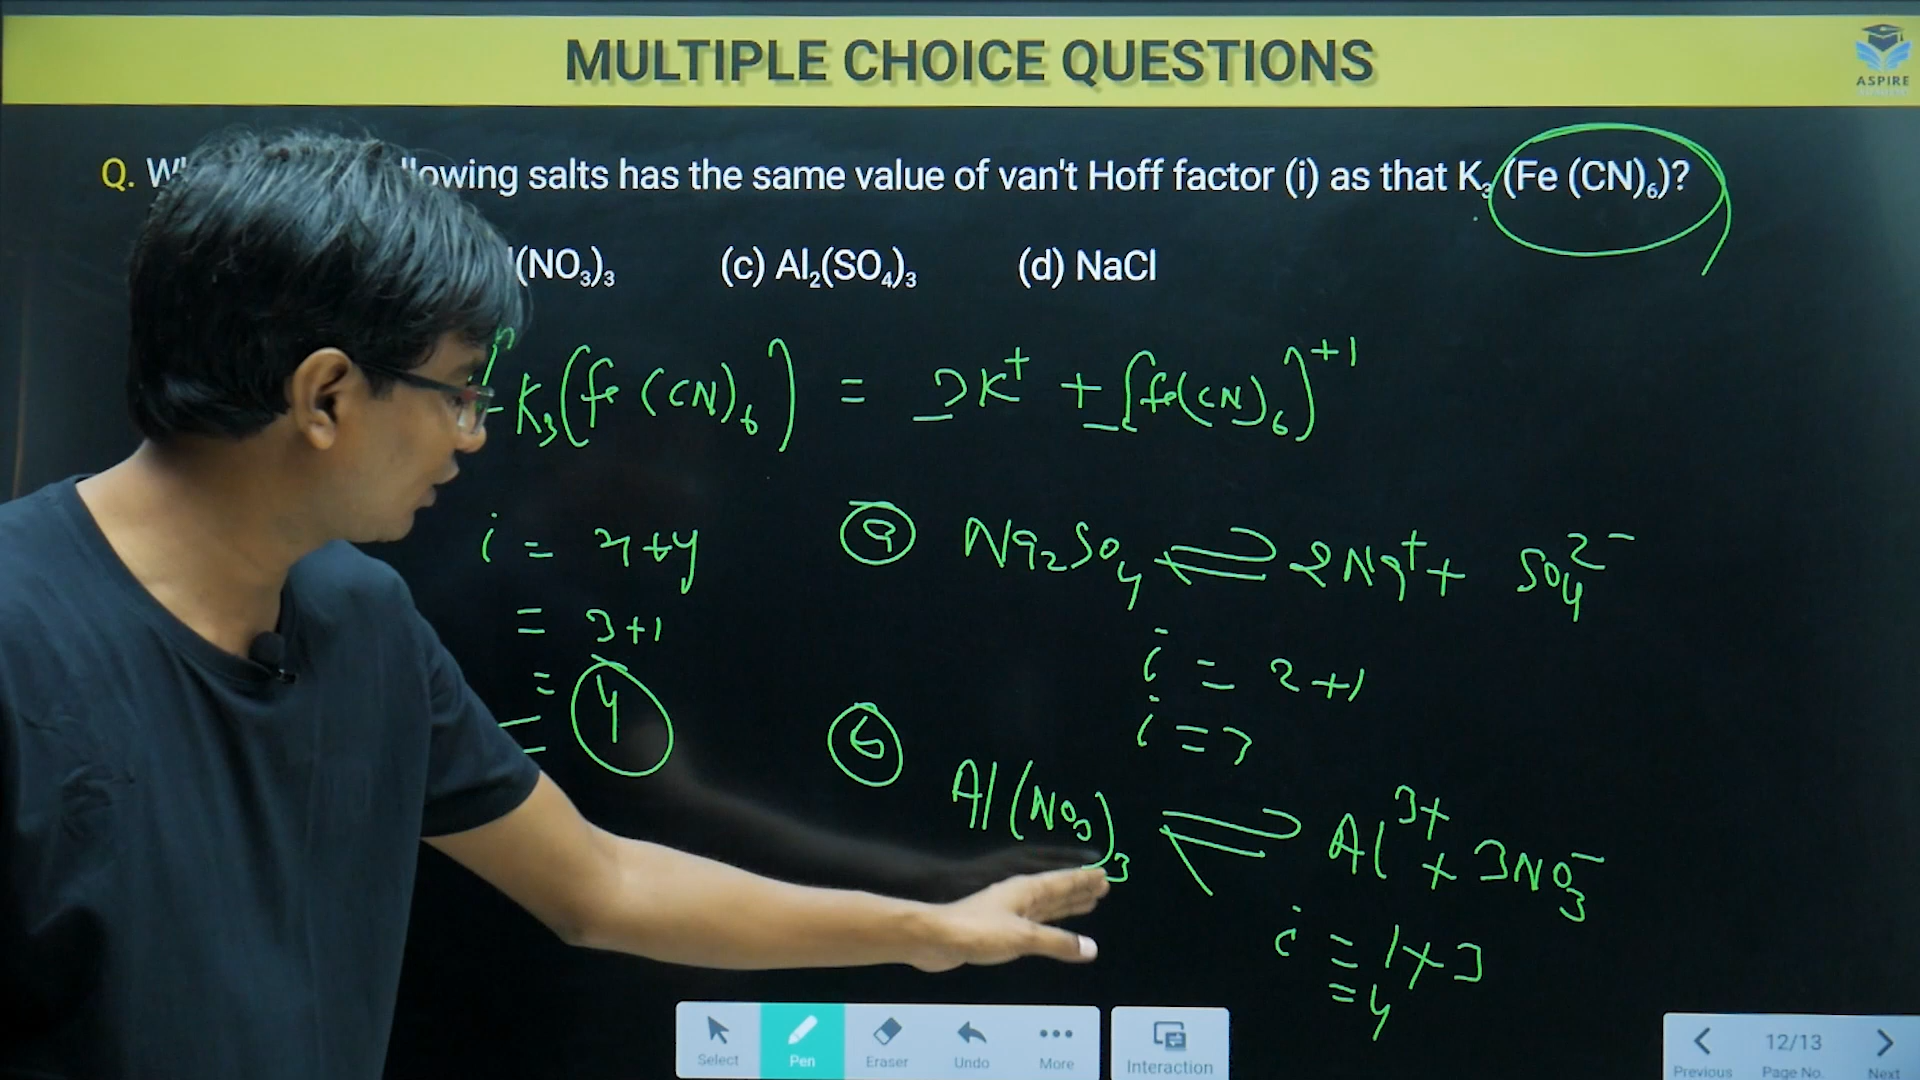 MULTIPLE CHOICE QUESTIONS
ASPIRE
Q. W llowing salts has the same value of van't Hoff factor (i) as that K₃ (Fe (CN)₆)?
(NO₃)₃ (c) Al₂(SO₄)₃ (d) NaCl
K₃(Fe (CN)₆) = 3K⁺ + [Fe(CN)₆]⁺¹
i = x+y
= 3+1
= 4
(a) Na₂SO₄ ⇌ 2Na⁺ + SO₄²⁻
i = 2+1
i = 3
(b) Al(NO₃)₃ ⇌ Al³⁺ + 3NO₃⁻
i = 1+3
= 4
Select Pen Eraser Undo More Interaction
Previous 12/13 Page No. Next